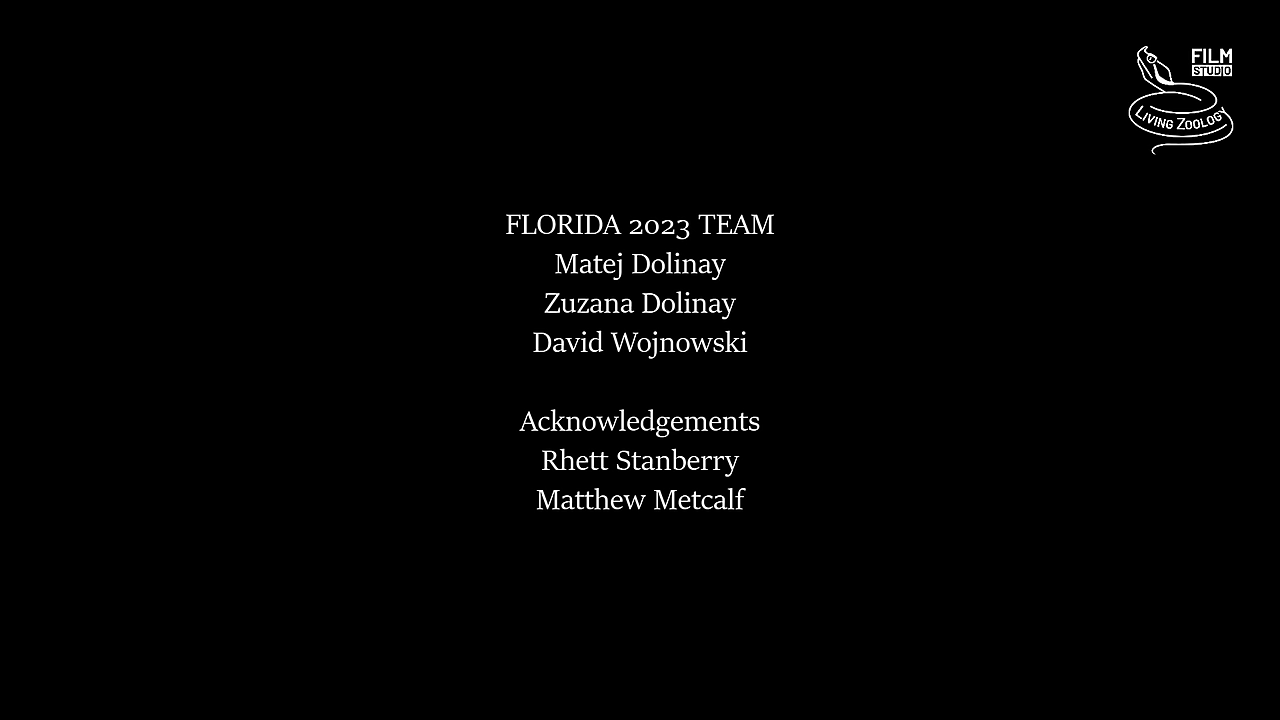 FILM
STUDIO
LIVING ZOOLOGY
FLORIDA 2023 TEAM
Matej Dolinay
Zuzana Dolinay
David Wojnowski
Acknowledgements
Rhett Stanberry
Matthew Metcalf